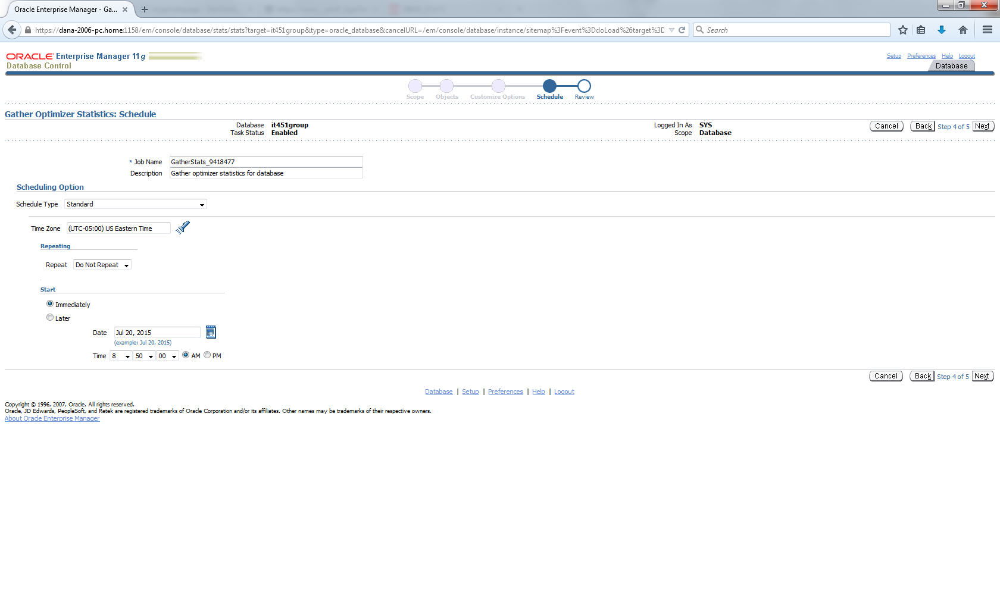 Oracle Enterprise Manager - Ga...
https://dana-2006-pc.home:1158/em/console/database/stats/stats?target=it451group&type=oracle_database&cancelURL=/em/console/database/instance/sitemap%3Fevent%3DdoLoad%26target%3D
Search
ORACLE Enterprise Manager 11g
Database Control
Setup Preferences Help Logout
Database
Scope Objects Customize Options Schedule Review
Gather Optimizer Statistics: Schedule
Database it451group
Task Status Enabled
Logged In As SYS
Scope Database
Cancel Back Step 4 of 5 Next
* Job Name GatherStats_9418477
Description Gather optimizer statistics for database
Scheduling Option
Schedule Type Standard
Time Zone (UTC-05:00) US Eastern Time
Repeating
Repeat Do Not Repeat
Start
Immediately
Later
Date Jul 20, 2015
(example: Jul 20, 2015)
Time 8 50 00 AM PM
Cancel Back Step 4 of 5 Next
Database | Setup | Preferences | Help | Logout
Copyright © 1996, 2007, Oracle. All rights reserved.
Oracle, JD Edwards, PeopleSoft, and Retek are registered trademarks of Oracle Corporation and/or its affiliates. Other names may be trademarks of their respective owners.
About Oracle Enterprise Manager